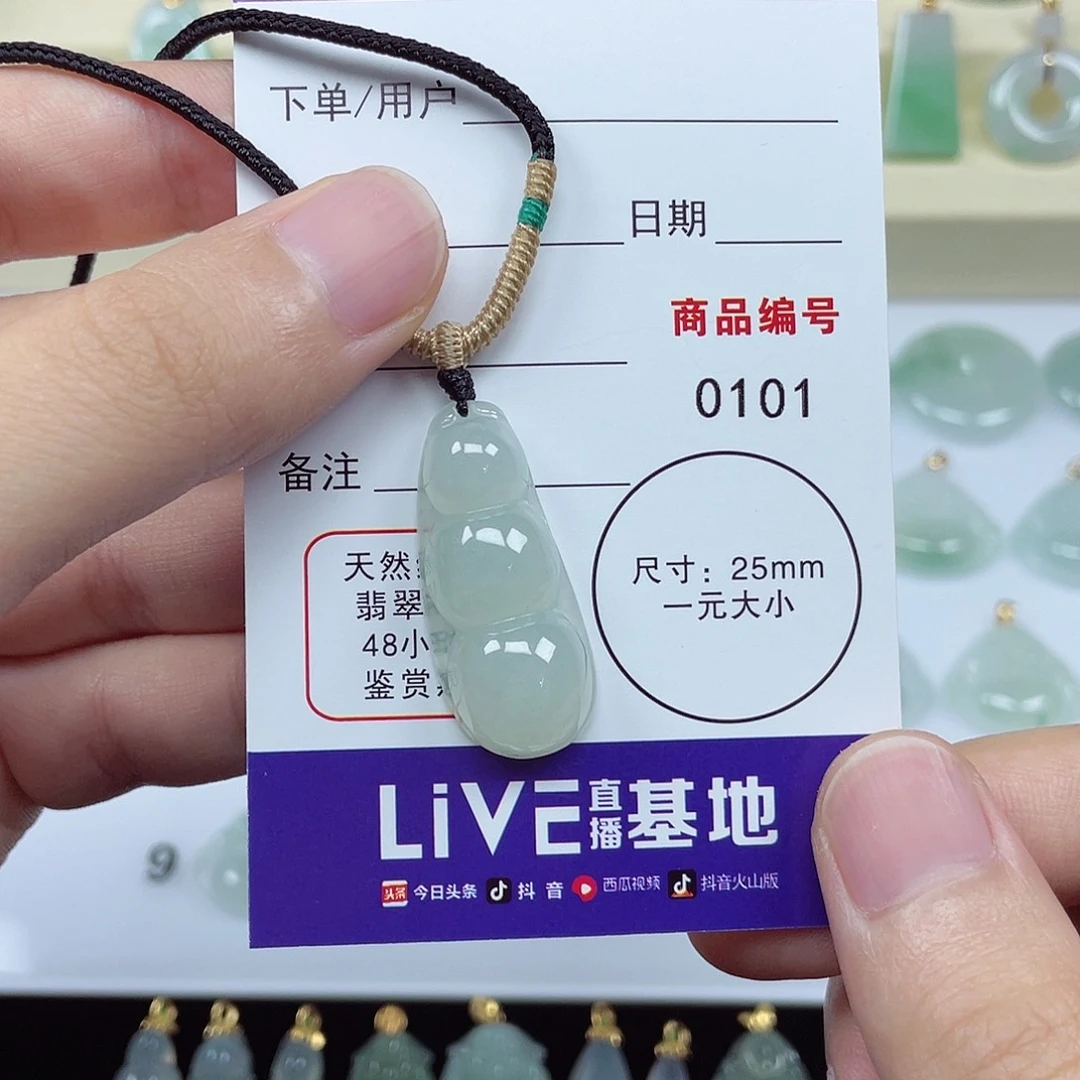 下单/用户
日期
商品编号
0101
备注
天然
翡翠
48小
鉴赏
尺寸：25mm
一元大小
LiVE直播基地
头条 今日头条 抖音 西瓜视频 抖音火山版
9